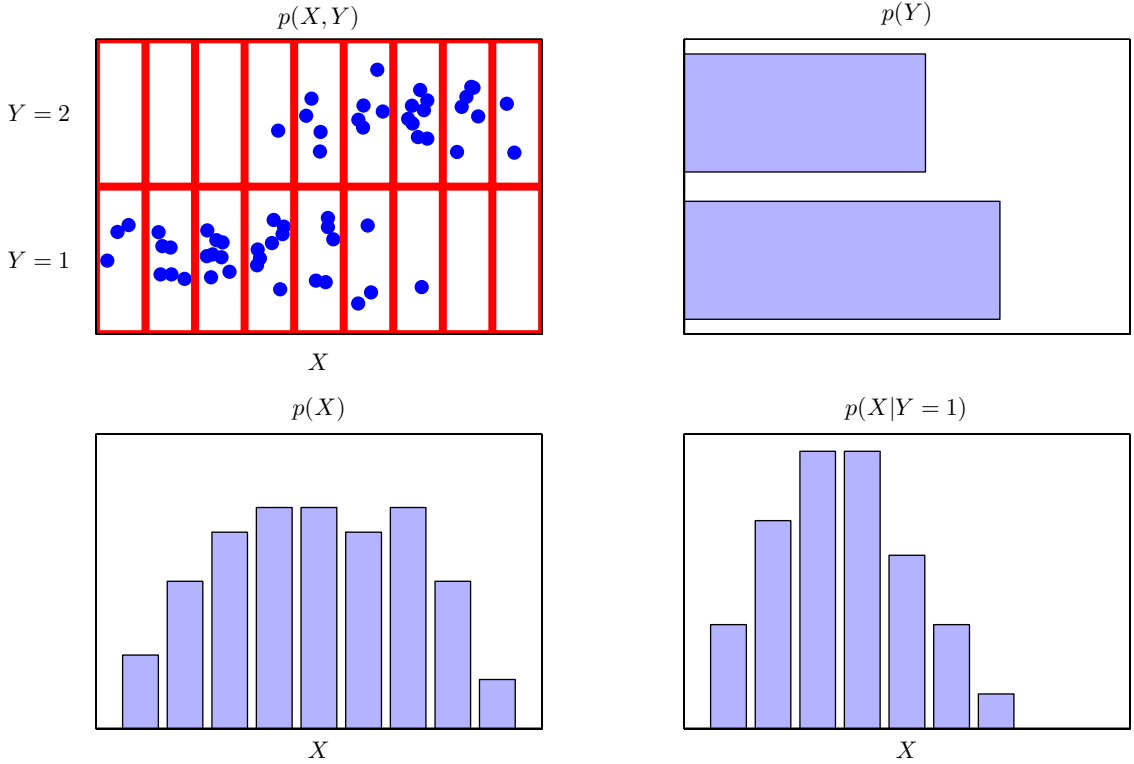 p(X, Y)
Y = 2
Y = 1
X
p(Y)
p(X)
X
p(X|Y = 1)
X